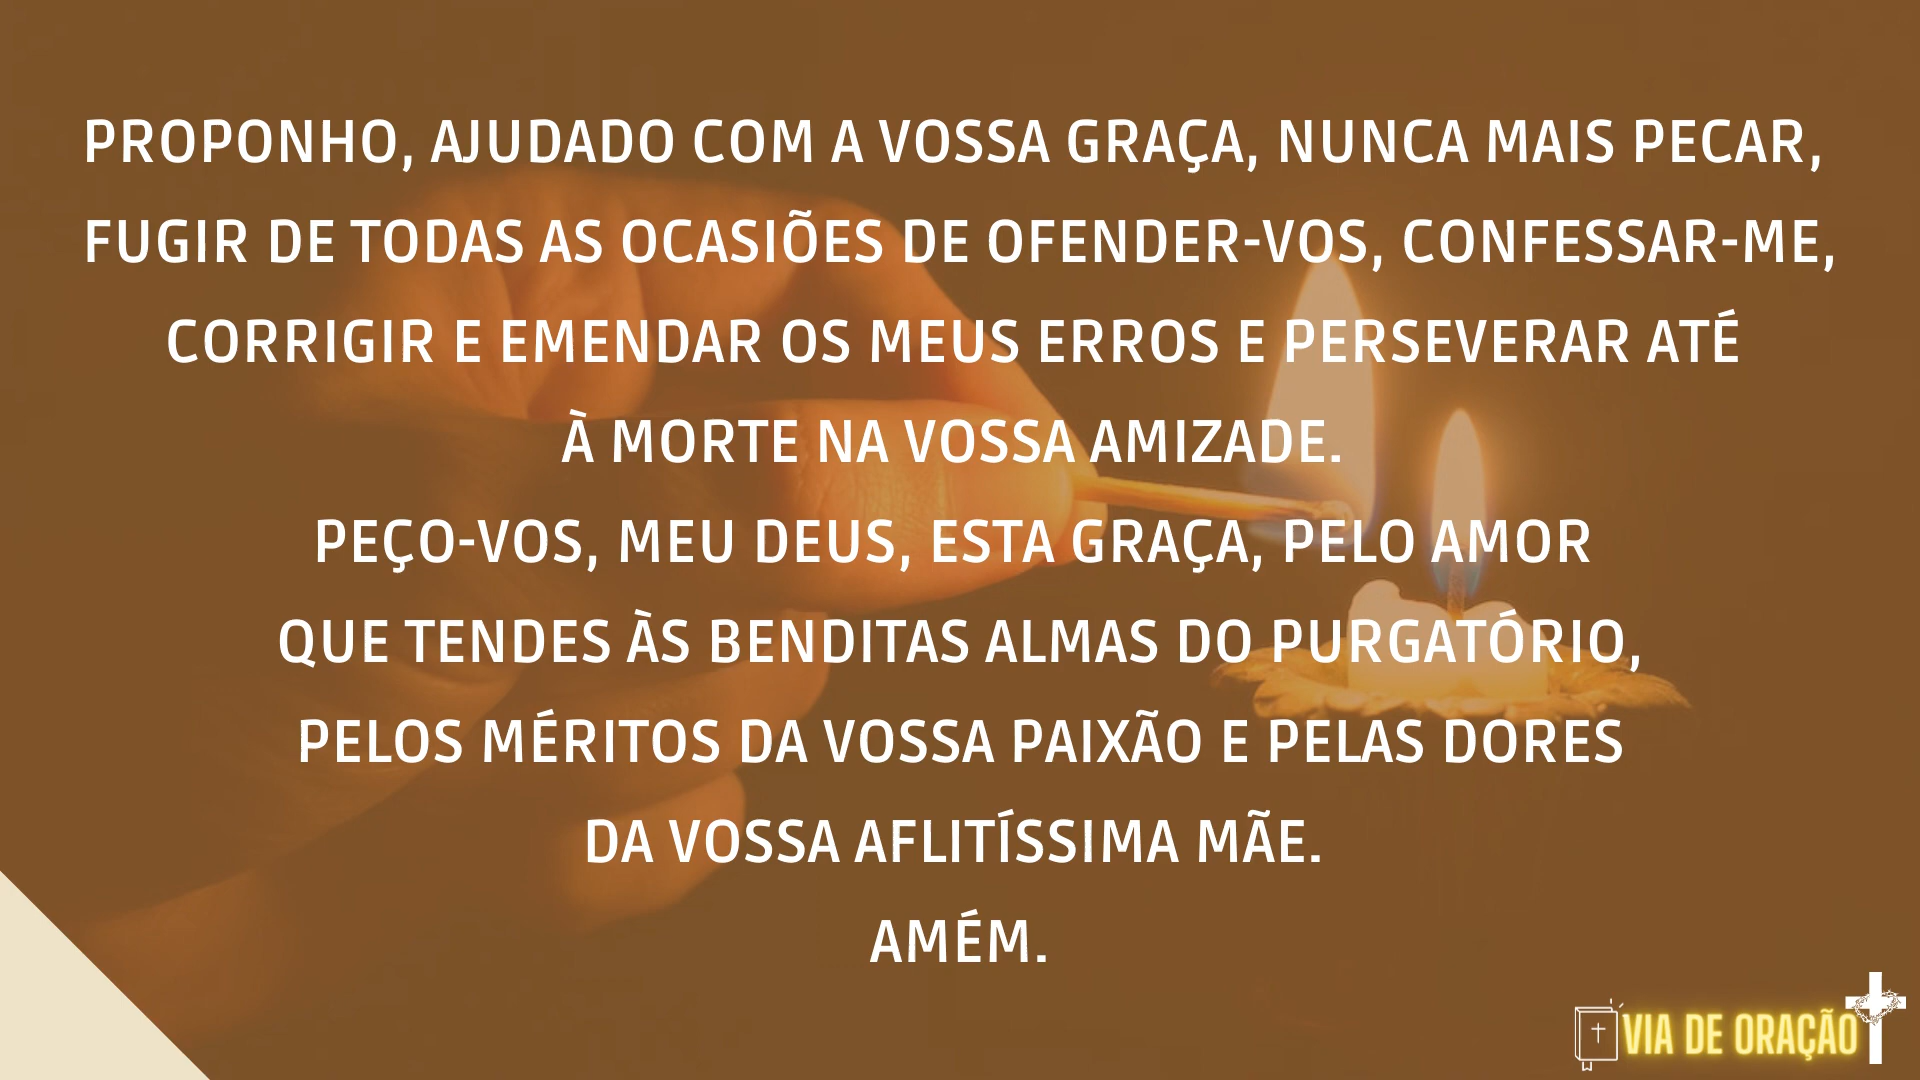 PROPONHO, AJUDADO COM A VOSSA GRAÇA, NUNCA MAIS PECAR,
FUGIR DE TODAS AS OCASIÕES DE OFENDER-VOS, CONFESSAR-ME,
CORRIGIR E EMENDAR OS MEUS ERROS E PERSEVERAR ATÉ
À MORTE NA VOSSA AMIZADE.
PEÇO-VOS, MEU DEUS, ESTA GRAÇA, PELO AMOR
QUE TENDES ÀS BENDITAS ALMAS DO PURGATÓRIO,
PELOS MÉRITOS DA VOSSA PAIXÃO E PELAS DORES
DA VOSSA AFLITÍSSIMA MÃE.
AMÉM.
VIA DE ORAÇÃO